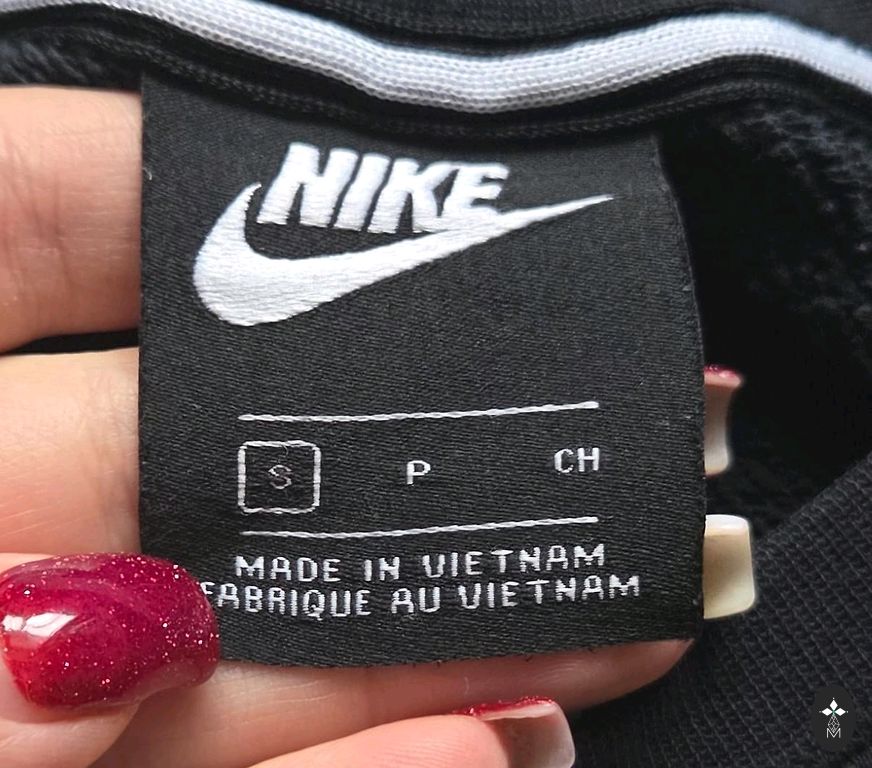 NIKE
S P CH
MADE IN VIETNAM
FABRIQUE AU VIETNAM
M